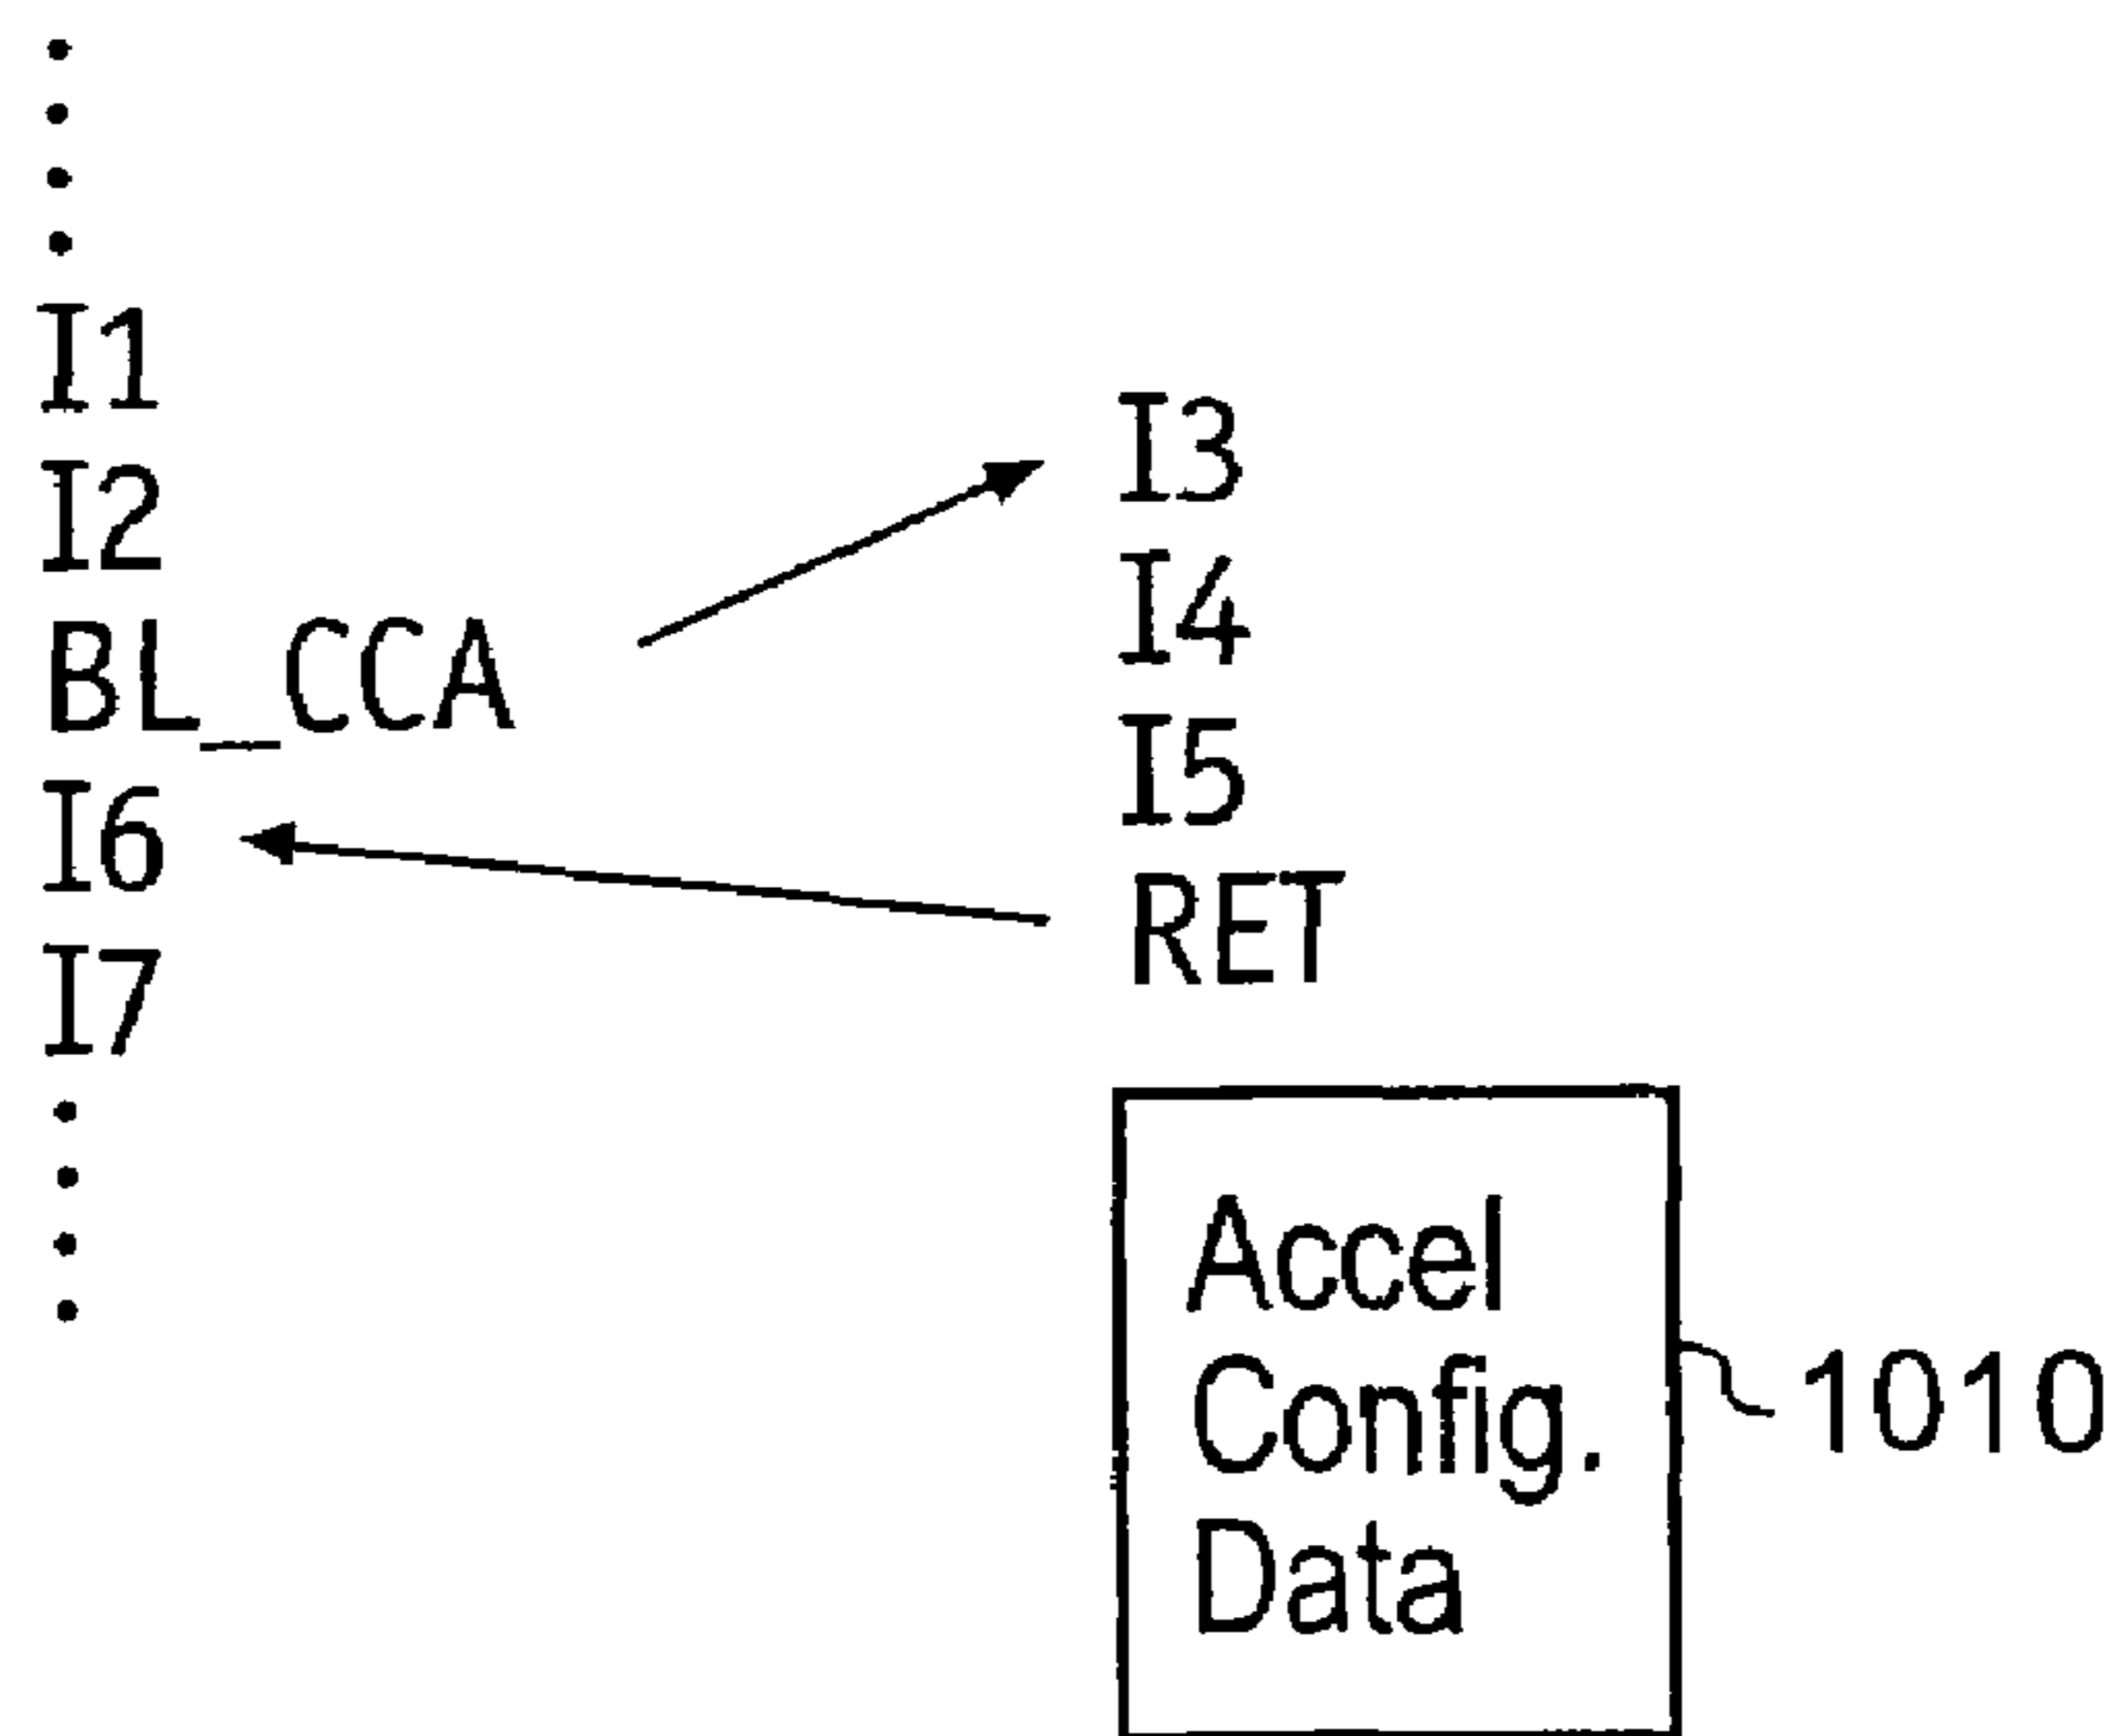 I1
I2
BL_CCA
I6
I7
I3
I4
I5
RET
Accel
Config.
Data
1010